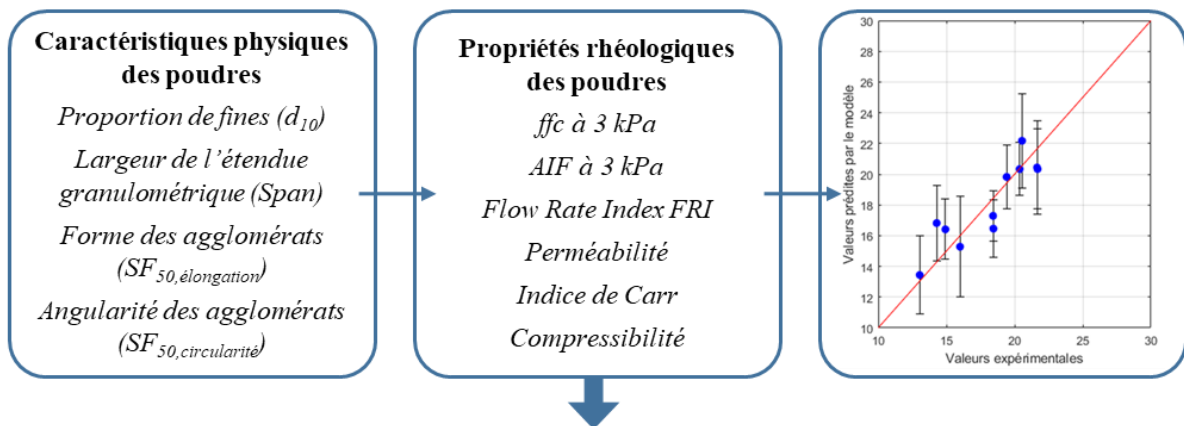 Caractéristiques physiques
des poudres
Proportion de fines (d10)
Largeur de l'étendue
granulométrique (Span)
Forme des agglomérats
(SF50,élongation)
Angularité des agglomérats
(SF50,circularité)
Propriétés rhéologiques
des poudres
ffc à 3 kPa
AIF à 3 kPa
Flow Rate Index FRI
Perméabilité
Indice de Carr
Compressibilité
Valeurs prédites par le modèle
30
28
26
24
22
20
18
16
14
12
10
10 15 20 25 30
Valeurs expérimentales